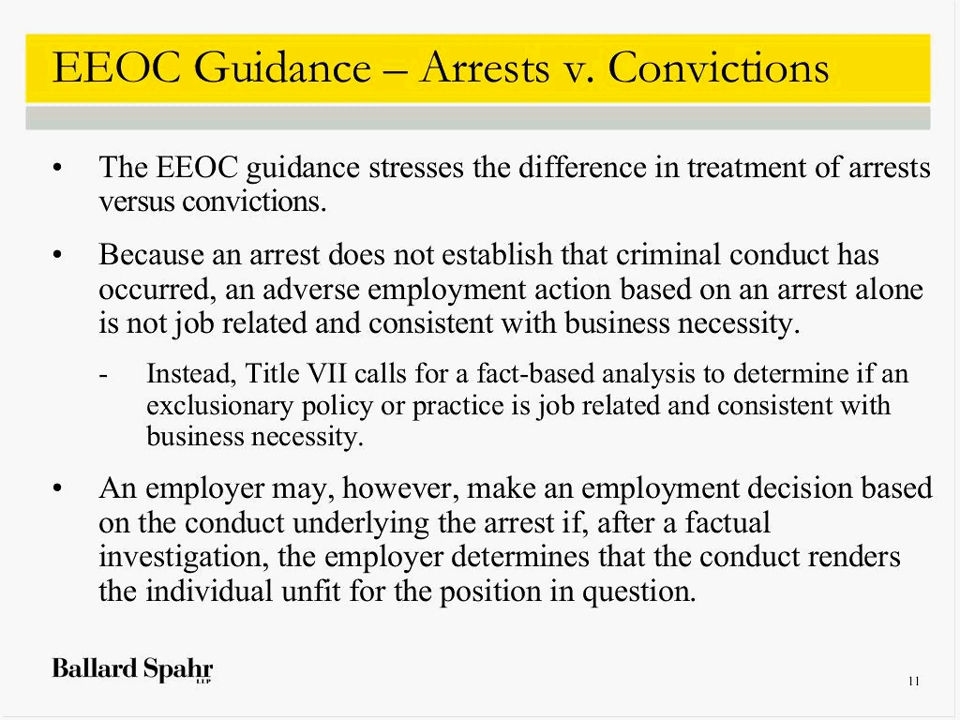 EEOC Guidance – Arrests v. Convictions
• The EEOC guidance stresses the difference in treatment of arrests
versus convictions.
• Because an arrest does not establish that criminal conduct has
occurred, an adverse employment action based on an arrest alone
is not job related and consistent with business necessity.
- Instead, Title VII calls for a fact-based analysis to determine if an
exclusionary policy or practice is job related and consistent with
business necessity.
• An employer may, however, make an employment decision based
on the conduct underlying the arrest if, after a factual
investigation, the employer determines that the conduct renders
the individual unfit for the position in question.
Ballard Spahr
LLP
11